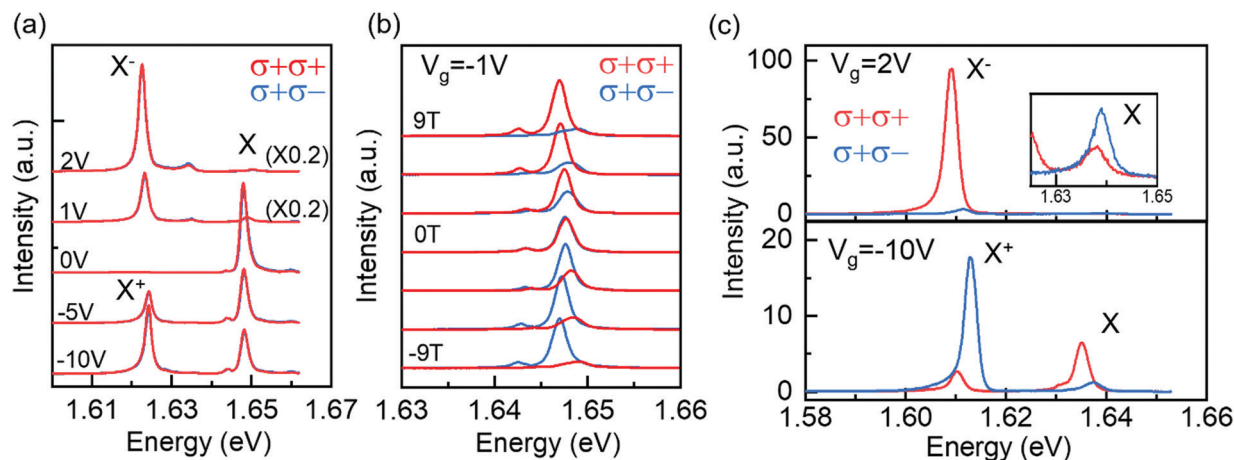 (a)
X-
σ+σ+
σ+σ−
X
2V
(X0.2)
1V
(X0.2)
0V
X+
-5V
-10V
1.61 1.63 1.65 1.67
Energy (eV)
Intensity (a.u.)
(b)
Vg=-1V
σ+σ+
σ+σ−
9T
0T
-9T
1.63 1.64 1.65 1.66
Energy (eV)
Intensity (a.u.)
(c)
100
50
0
Vg=2V
X-
σ+σ+
σ+σ−
X
1.63 1.65
20
10
0
Vg=-10V
X+
X
1.58 1.60 1.62 1.64 1.66
Energy (eV)
Intensity (a.u.)